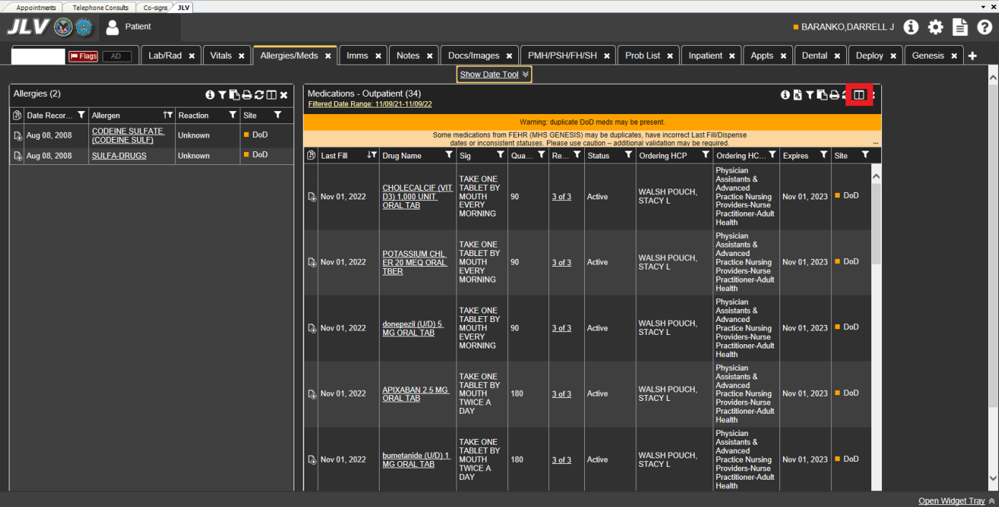 Appointments Telephone Consults Co-signs JLV
JLV Patient BARANKO,DARRELL J
Flags AD Lab/Rad Vitals Allergies/Meds Imms Notes Docs/Images PMH/PSH/FH/SH Prob List Inpatient Appts Dental Deploy Genesis
Show Date Tool
Allergies (2)
Date Recor... Allergen Reaction Site
Aug 08, 2008 CODEINE SULFATE Unknown DoD
(CODEINE SULF)
Aug 08, 2008 SULFA-DRUGS Unknown DoD
Medications - Outpatient (34)
Filtered Date Range: 11/09/21-11/09/22
Warning: duplicate DoD meds may be present.
Some medications from FEHR (MHS GENESIS) may be duplicates, have incorrect Last Fill/Dispense
dates or inconsistent statuses. Please use caution – additional validation may be required.
...
Last Fill Drug Name Sig Qua... Re... Status Ordering HCP Ordering HC... Expires Site
Nov 01, 2022
CHOLECALCIF (VIT
D3) 1,000 UNIT
ORAL TAB
TAKE ONE
TABLET BY
MOUTH
EVERY
MORNING
90
3 of 3
Active
WALSH POUCH,
STACY L
Physician
Assistants &
Advanced
Practice Nursing
Providers-Nurse
Practitioner-Adult
Health
Nov 01, 2023
DoD
Nov 01, 2022
POTASSIUM CHL
ER 20 MEQ ORAL
TBER
TAKE ONE
TABLET BY
MOUTH
EVERY
MORNING
90
3 of 3
Active
WALSH POUCH,
STACY L
Physician
Assistants &
Advanced
Practice Nursing
Providers-Nurse
Practitioner-Adult
Health
Nov 01, 2023
DoD
Nov 01, 2022
donepezil (U/D) 5
MG ORAL TAB
TAKE ONE
TABLET BY
MOUTH
EVERY
MORNING
90
3 of 3
Active
WALSH POUCH,
STACY L
Physician
Assistants &
Advanced
Practice Nursing
Providers-Nurse
Practitioner-Adult
Health
Nov 01, 2023
DoD
Nov 01, 2022
APIXABAN 2.5 MG
ORAL TAB
TAKE ONE
TABLET BY
MOUTH
TWICE A
DAY
180
3 of 3
Active
WALSH POUCH,
STACY L
Physician
Assistants &
Advanced
Practice Nursing
Providers-Nurse
Practitioner-Adult
Health
Nov 01, 2023
DoD
Nov 01, 2022
bumetanide (U/D) 1
MG ORAL TAB
TAKE ONE
TABLET BY
MOUTH
TWICE A
DAY
180
3 of 3
Active
WALSH POUCH,
STACY L
Physician
Assistants &
Advanced
Practice Nursing
Providers-Nurse
Practitioner-Adult
Health
Nov 01, 2023
DoD
Open Widget Tray